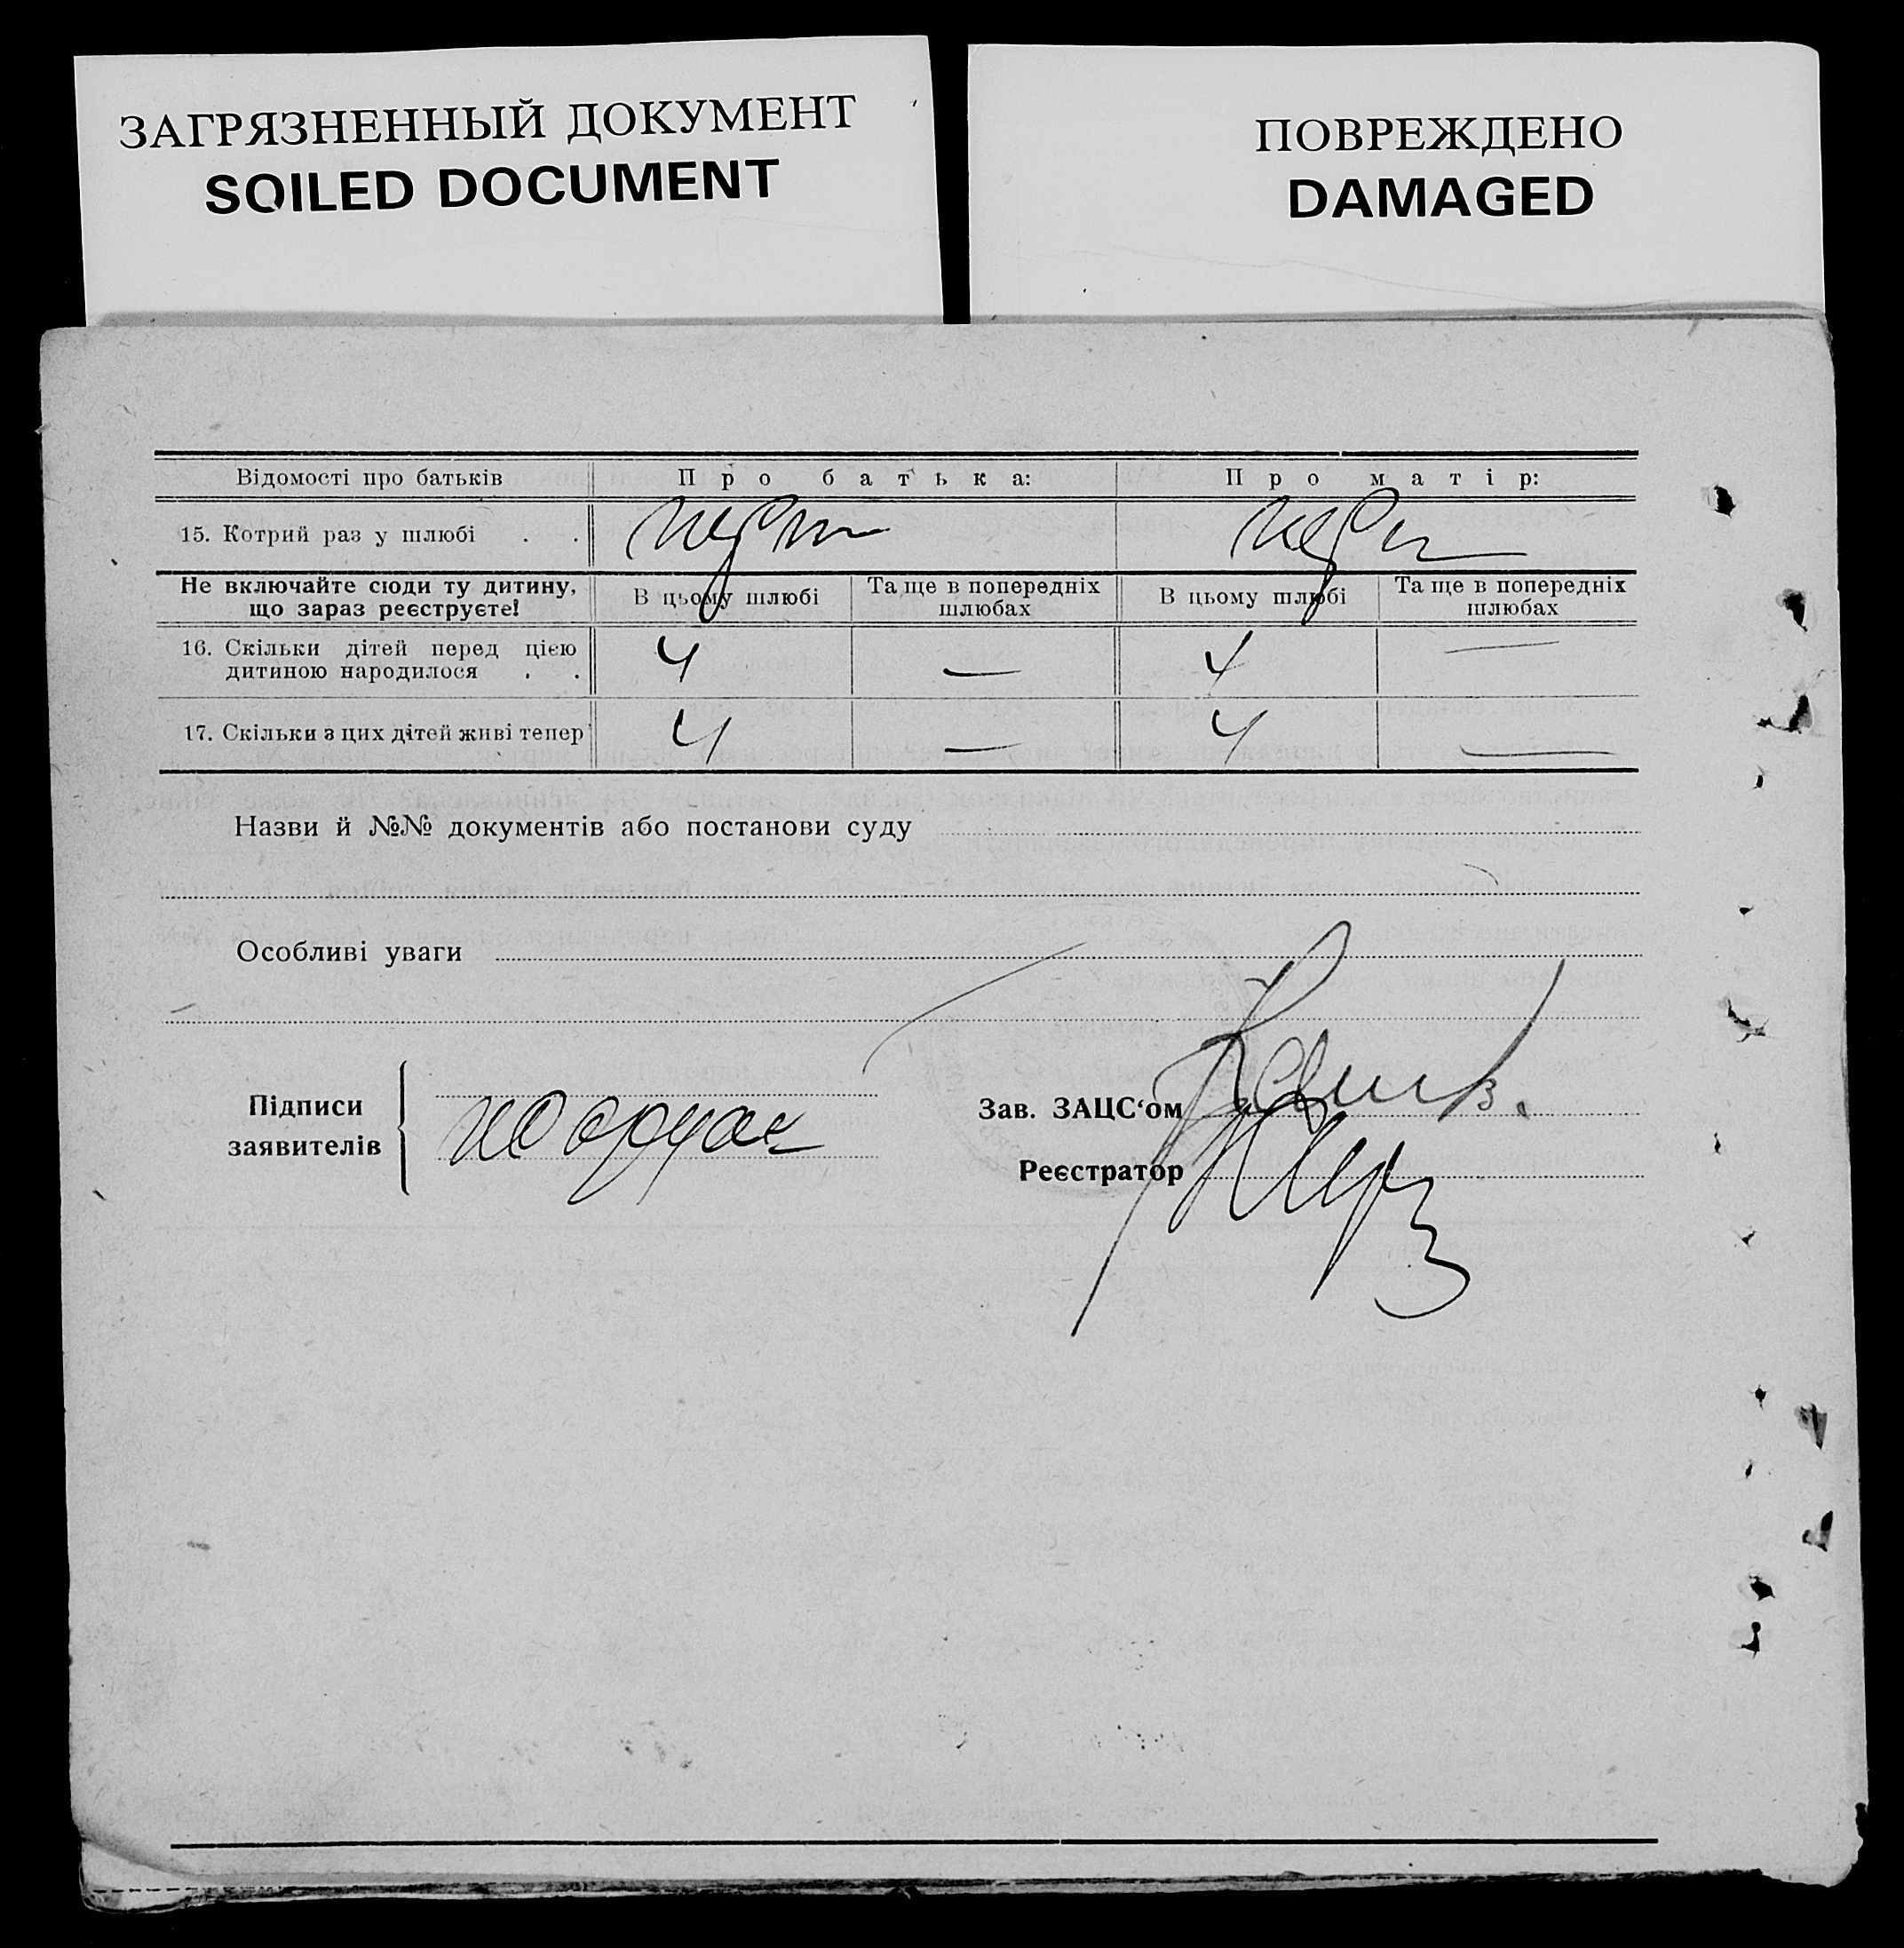 ЗАГРЯЗНЕННЫЙ ДОКУМЕНТ
SOILED DOCUMENT
ПОВРЕЖДЕНО
DAMAGED
Відомості про батьків Про батька: Про матір:
15. Котрий раз у шлюбі . .
Не включайте сюди ту дитину, що зараз реєструєте! В цьому шлюбі Та ще в попередніх шлюбах В цьому шлюбі Та ще в попередніх шлюбах
16. Скільки дітей перед цією дитиною народилося . . 4 — 4 —
17. Скільки з цих дітей живі тепер 4 — 4 —
Назви й №№ документів або постанови суду
Особливі уваги
Підписи заявителів
Зав. ЗАЦС‘ом
Реєстратор